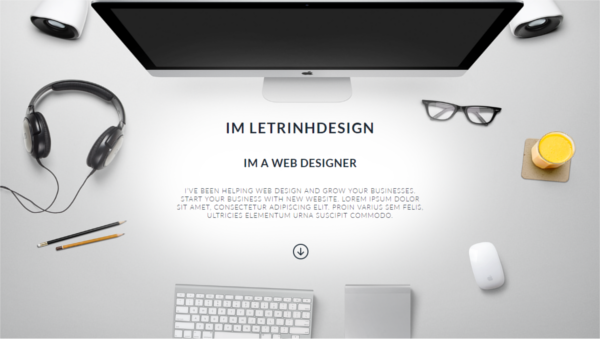 IM LETRINHDESIGN
IM A WEB DESIGNER
I'VE BEEN HELPING WEB DESIGN AND GROW YOUR BUSINESSES.
START YOUR BUSINESS WITH NEW WEBSITE, LOREM IPSUM DOLOR
SIT AMET, CONSECTETUR ADIPISCING ELIT. PROIN VARIUS SEM FELIS,
ULTRICIES ELEMENTUM URNA SUSCIPIT COMMODO.